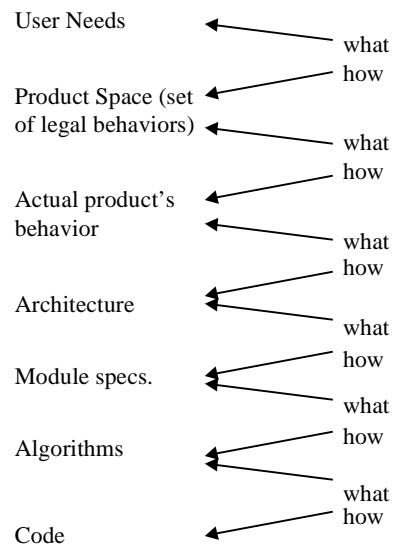 User Needs
what
how
Product Space (set
of legal behaviors)
what
how
Actual product's
behavior
what
how
Architecture
what
how
Module specs.
what
how
Algorithms
what
how
Code